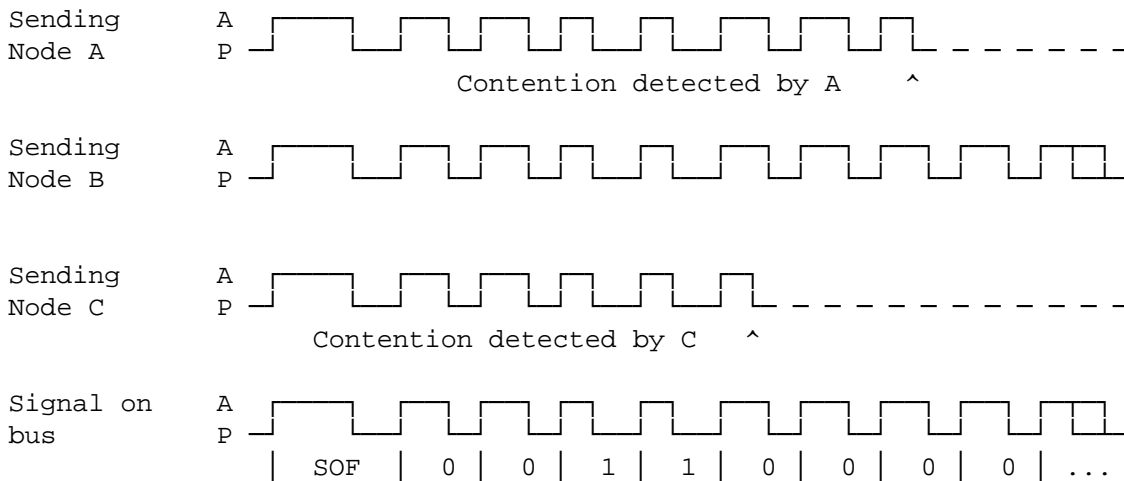 Sending A
Node A P
Contention detected by A ^
Sending A
Node B P
Sending A
Node C P
Contention detected by C ^
Signal on A
bus P
| SOF | 0 | 0 | 1 | 1 | 0 | 0 | 0 | 0 | ...